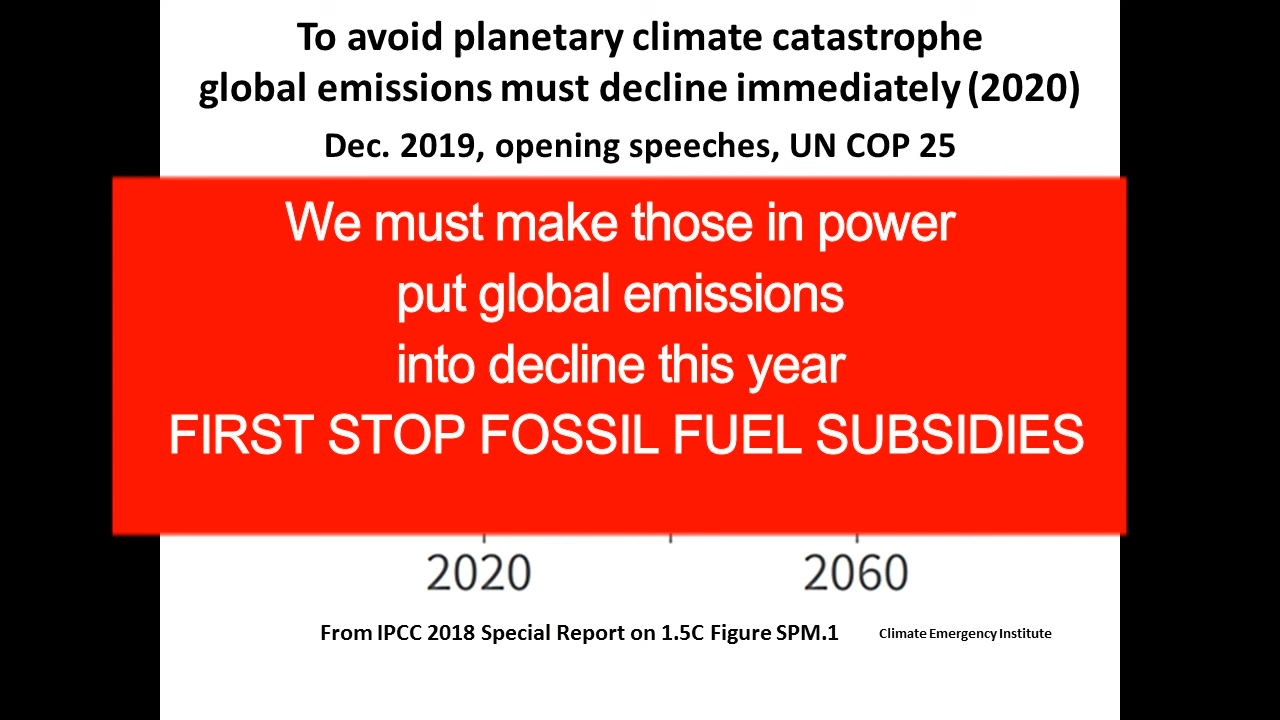 To avoid planetary climate catastrophe
global emissions must decline immediately (2020)
Dec. 2019, opening speeches, UN COP 25
We must make those in power
put global emissions
into decline this year
FIRST STOP FOSSIL FUEL SUBSIDIES
2020 2060
From IPCC 2018 Special Report on 1.5C Figure SPM.1 Climate Emergency Institute